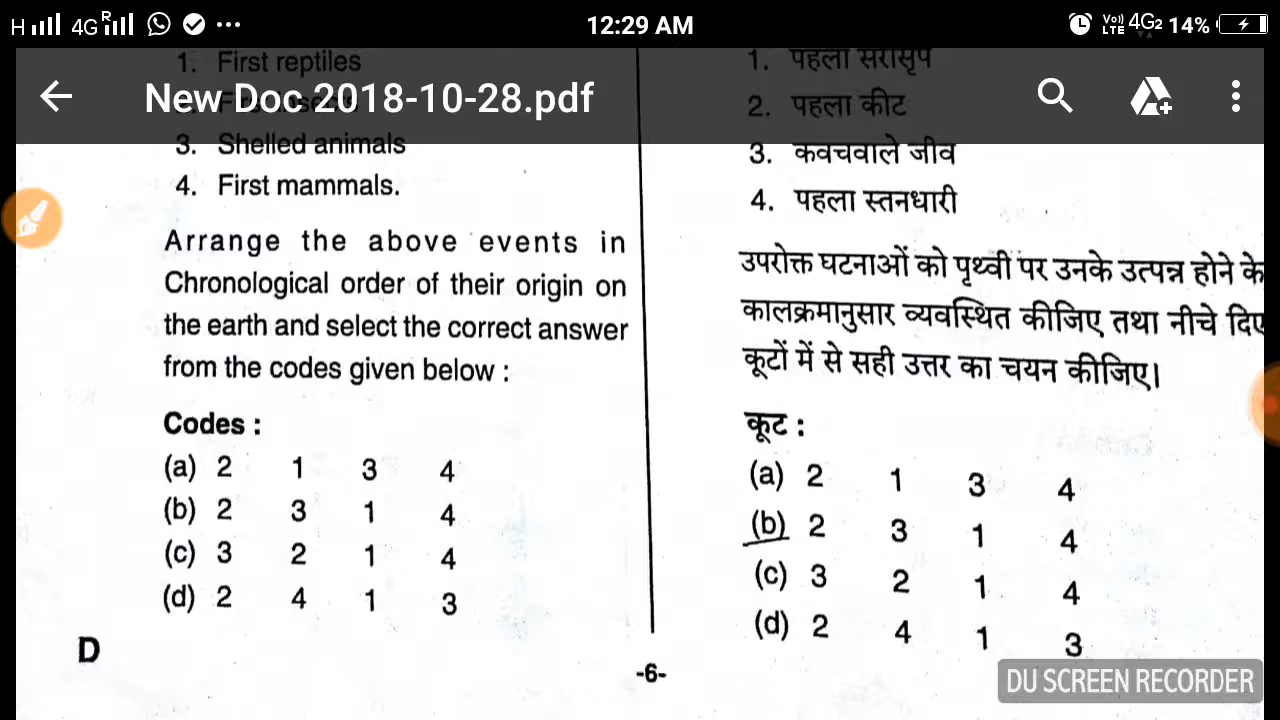 H 4G R 12:29 AM Vo) LTE 4G2 14%
1. First reptiles
New Doc 2018-10-28.pdf
3. Shelled animals
4. First mammals.
Arrange the above events in
Chronological order of their origin on
the earth and select the correct answer
from the codes given below :
Codes :
(a) 2 1 3 4
(b) 2 3 1 4
(c) 3 2 1 4
(d) 2 4 1 3
D
1. पहला सरीसृप
2. पहला कीट
3. कवचवाले जीव
4. पहला स्तनधारी
उपरोक्त घटनाओं को पृथ्वी पर उनके उत्पन्न होने के
कालक्रमानुसार व्यवस्थित कीजिए तथा नीचे दिए
कूटों में से सही उत्तर का चयन कीजिए।
कूट :
(a) 2 1 3 4
(b) 2 3 1 4
(c) 3 2 1 4
(d) 2 4 1 3
-6-
DU SCREEN RECORDER